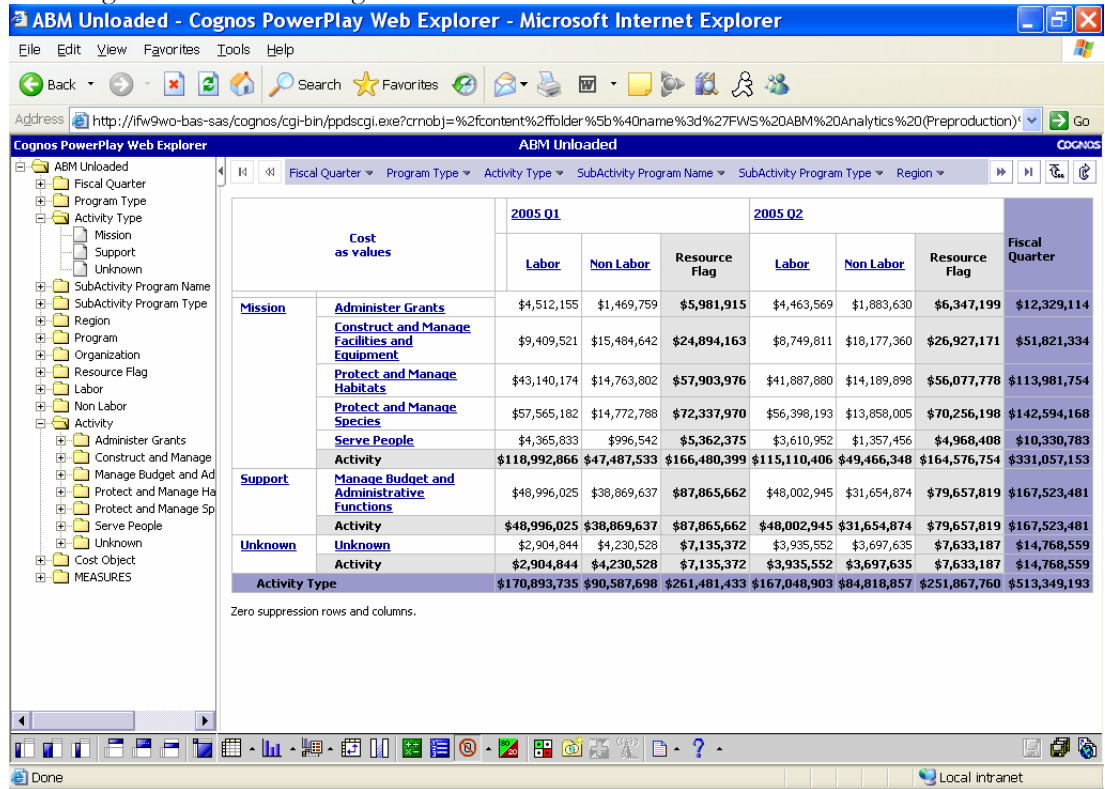 ABM Unloaded - Cognos PowerPlay Web Explorer - Microsoft Internet Explorer
File Edit View Favorites Tools Help
Back Search Favorites
Address http://ifw9wo-bas-sas/cognos/cgi-bin/ppdscgi.exe?crnobj=%2fcontent%2ffolder%5b%40name%3d%27FWS%20ABM%20Analytics%20(Preproduction)% Go
Cognos PowerPlay Web Explorer ABM Unloaded COGNOS
ABM Unloaded
Fiscal Quarter
Program Type
Activity Type
Mission
Support
Unknown
SubActivity Program Name
SubActivity Program Type
Region
Program
Organization
Resource Flag
Labor
Non Labor
Activity
Administer Grants
Construct and Manage
Manage Budget and Ad
Protect and Manage Ha
Protect and Manage Sp
Serve People
Unknown
Cost Object
MEASURES
Fiscal Quarter Program Type Activity Type SubActivity Program Name SubActivity Program Type Region
Cost
as values
2005 Q1 2005 Q2
Fiscal
Quarter
Labor Non Labor Resource
Flag
Labor Non Labor Resource
Flag
Mission Administer Grants $4,512,155 $1,469,759 $5,981,915 $4,463,569 $1,883,630 $6,347,199 $12,329,114
Construct and Manage
Facilities and
Equipment
$9,409,521 $15,484,642 $24,894,163 $8,749,811 $18,177,360 $26,927,171 $51,821,334
Protect and Manage
Habitats
$43,140,174 $14,763,802 $57,903,976 $41,887,880 $14,189,898 $56,077,778 $113,981,754
Protect and Manage
Species
$57,565,182 $14,772,788 $72,337,970 $56,398,193 $13,858,005 $70,256,198 $142,594,168
Serve People $4,365,833 $996,542 $5,362,375 $3,610,952 $1,357,456 $4,968,408 $10,330,783
Activity $118,992,866 $47,487,533 $166,480,399 $115,110,406 $49,466,348 $164,576,754 $331,057,153
Support Manage Budget and
Administrative
Functions
$48,996,025 $38,869,637 $87,865,662 $48,002,945 $31,654,874 $79,657,819 $167,523,481
Activity $48,996,025 $38,869,637 $87,865,662 $48,002,945 $31,654,874 $79,657,819 $167,523,481
Unknown Unknown $2,904,844 $4,230,528 $7,135,372 $3,935,552 $3,697,635 $7,633,187 $14,768,559
Activity $2,904,844 $4,230,528 $7,135,372 $3,935,552 $3,697,635 $7,633,187 $14,768,559
Activity Type $170,893,735 $90,587,698 $261,481,433 $167,048,903 $84,818,857 $251,867,760 $513,349,193
Zero suppression rows and columns.
Done Local intranet